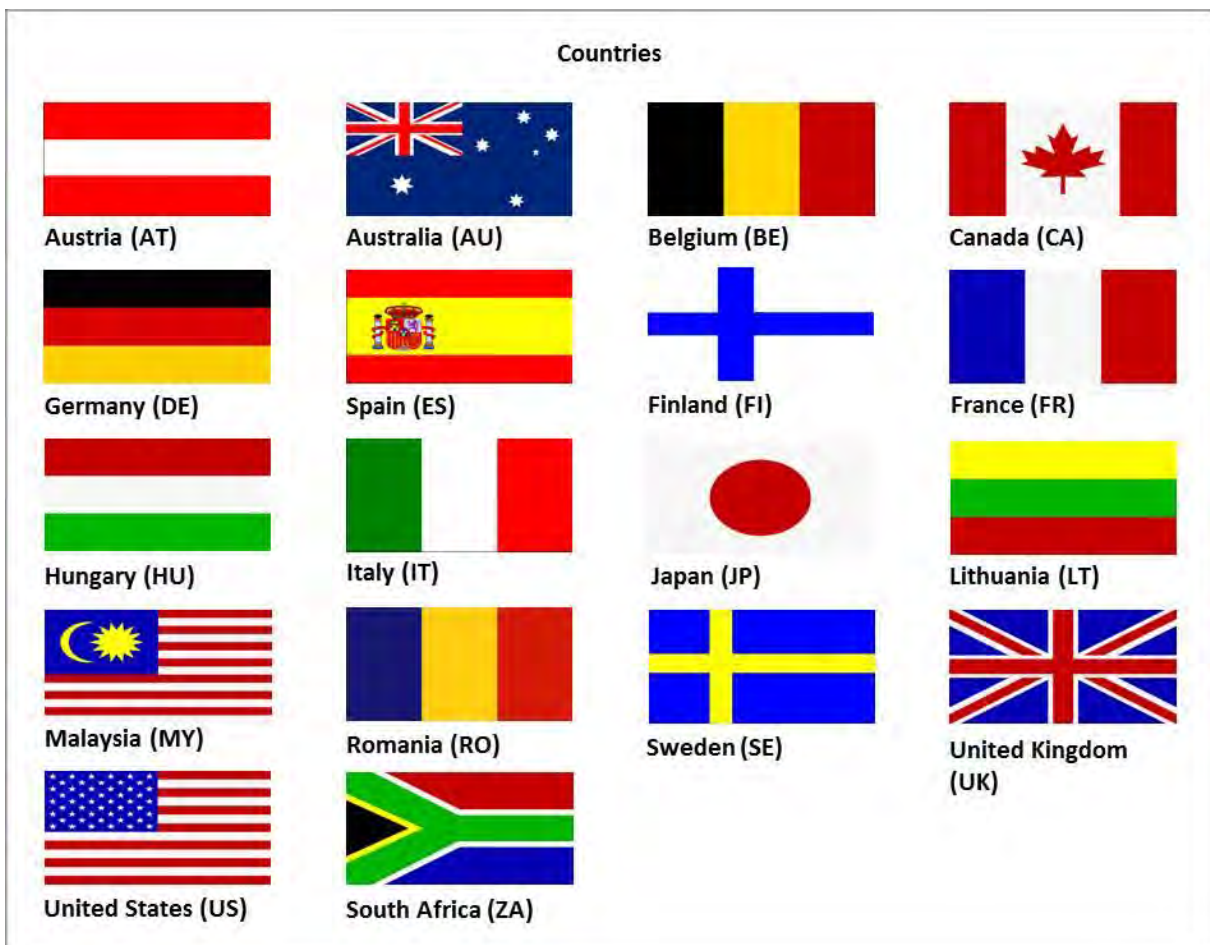 Countries
Austria (AT)
Australia (AU)
Belgium (BE)
Canada (CA)
Germany (DE)
Spain (ES)
Finland (FI)
France (FR)
Hungary (HU)
Italy (IT)
Japan (JP)
Lithuania (LT)
Malaysia (MY)
Romania (RO)
Sweden (SE)
United Kingdom
(UK)
United States (US)
South Africa (ZA)